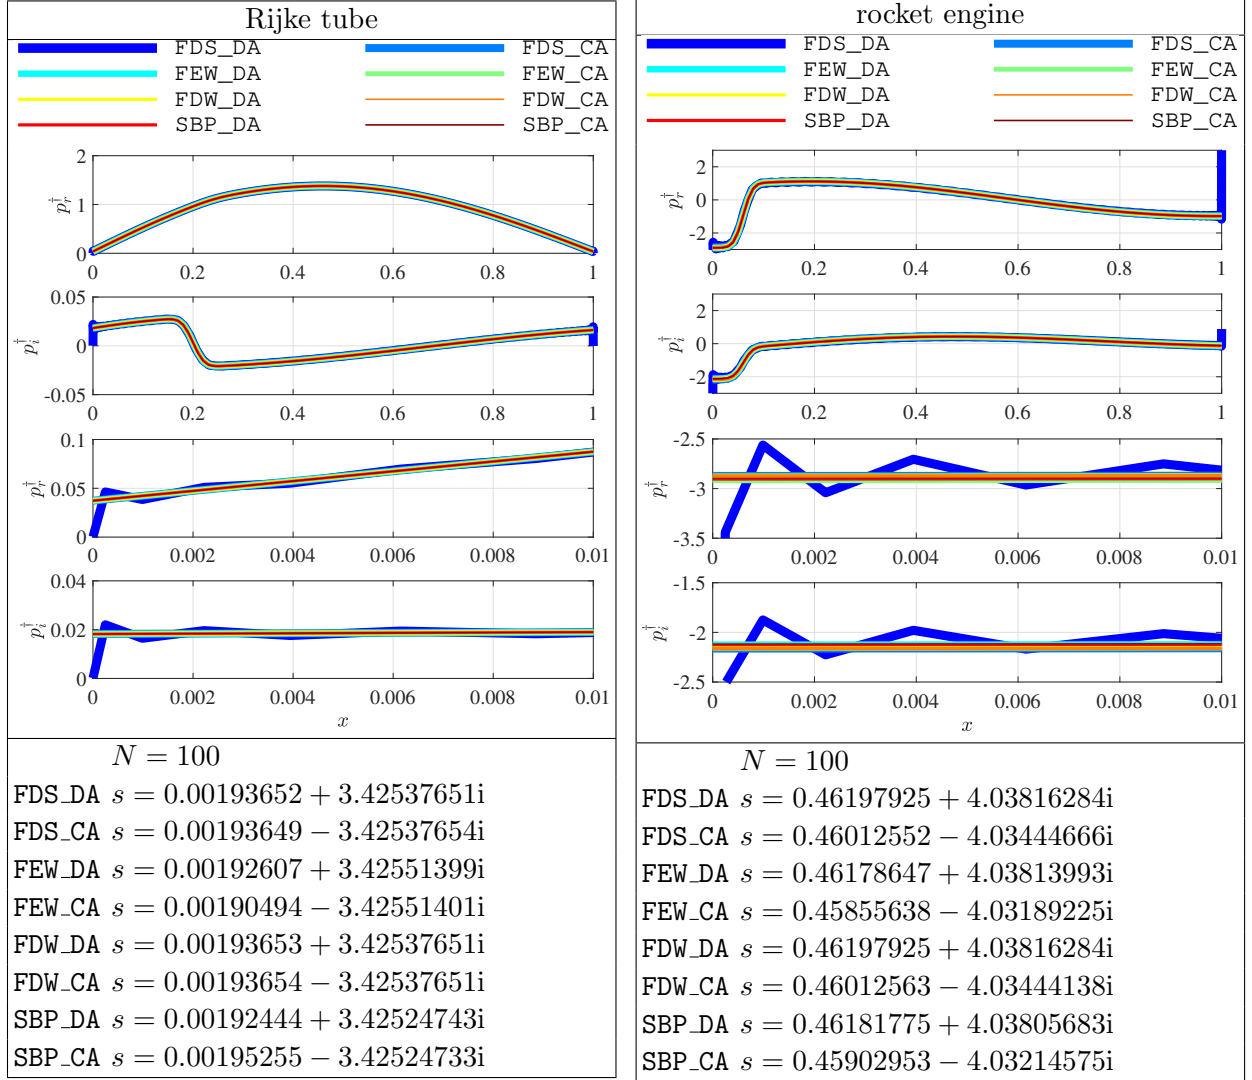 Rijke tube
FDS_DA FDS_CA
FEW_DA FEW_CA
FDW_DA FDW_CA
SBP_DA SBP_CA
2
1
0
p_r^†
0 0.2 0.4 0.6 0.8 1
0.05
0
-0.05
p_i^†
0 0.2 0.4 0.6 0.8 1
0.1
0.05
0
p_r^†
0 0.002 0.004 0.006 0.008 0.01
0.04
0.02
0
p_i^†
0 0.002 0.004 0.006 0.008 0.01
x
N = 100
FDS_DA s = 0.00193652 + 3.42537651i
FDS_CA s = 0.00193649 − 3.42537654i
FEW_DA s = 0.00192607 + 3.42551399i
FEW_CA s = 0.00190494 − 3.42551401i
FDW_DA s = 0.00193653 + 3.42537651i
FDW_CA s = 0.00193654 − 3.42537651i
SBP_DA s = 0.00192444 + 3.42524743i
SBP_CA s = 0.00195255 − 3.42524733i
rocket engine
FDS_DA FDS_CA
FEW_DA FEW_CA
FDW_DA FDW_CA
SBP_DA SBP_CA
2
0
-2
p_r^†
0 0.2 0.4 0.6 0.8 1
2
0
-2
p_i^†
0 0.2 0.4 0.6 0.8 1
-2.5
-3
-3.5
p_r^†
0 0.002 0.004 0.006 0.008 0.01
-1.5
-2
-2.5
p_i^†
0 0.002 0.004 0.006 0.008 0.01
x
N = 100
FDS_DA s = 0.46197925 + 4.03816284i
FDS_CA s = 0.46012552 − 4.03444666i
FEW_DA s = 0.46178647 + 4.03813993i
FEW_CA s = 0.45855638 − 4.03189225i
FDW_DA s = 0.46197925 + 4.03816284i
FDW_CA s = 0.46012563 − 4.03444138i
SBP_DA s = 0.46181775 + 4.03805683i
SBP_CA s = 0.45902953 − 4.03214575i